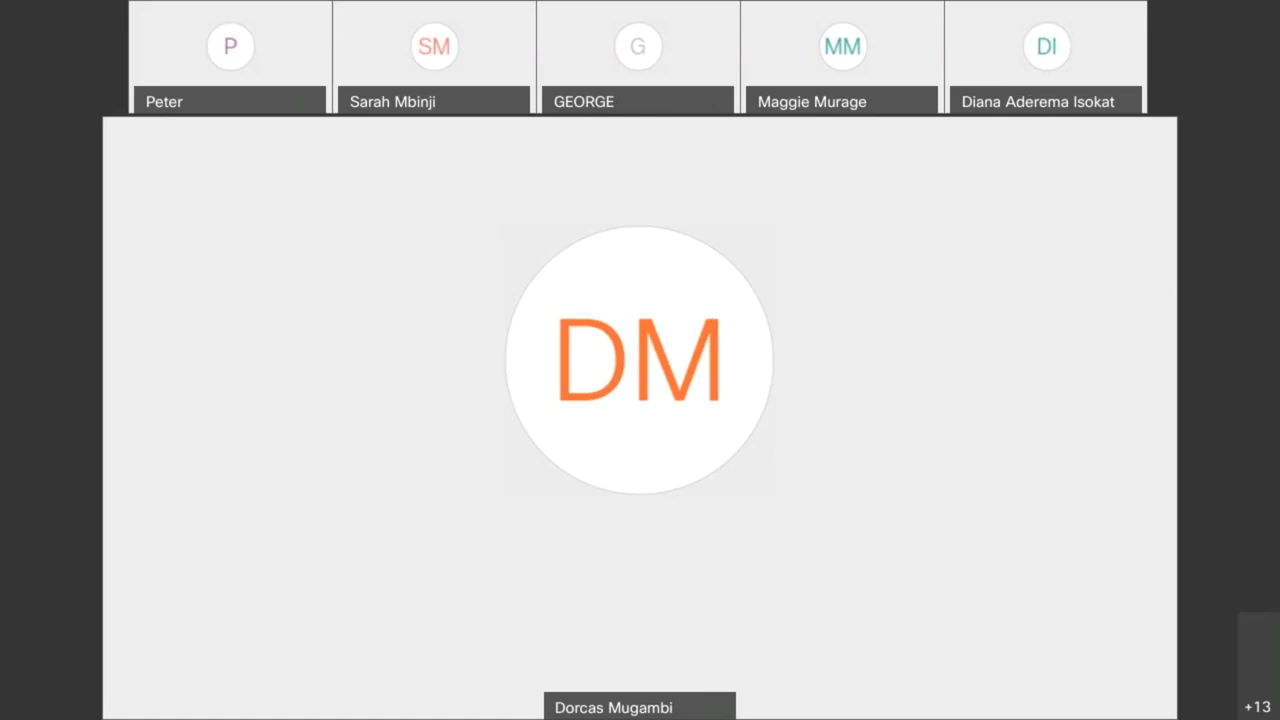 P
SM
G
MM
DI
Peter
Sarah Mbinji
GEORGE
Maggie Murage
Diana Aderema Isokat
DM
Dorcas Mugambi
+13